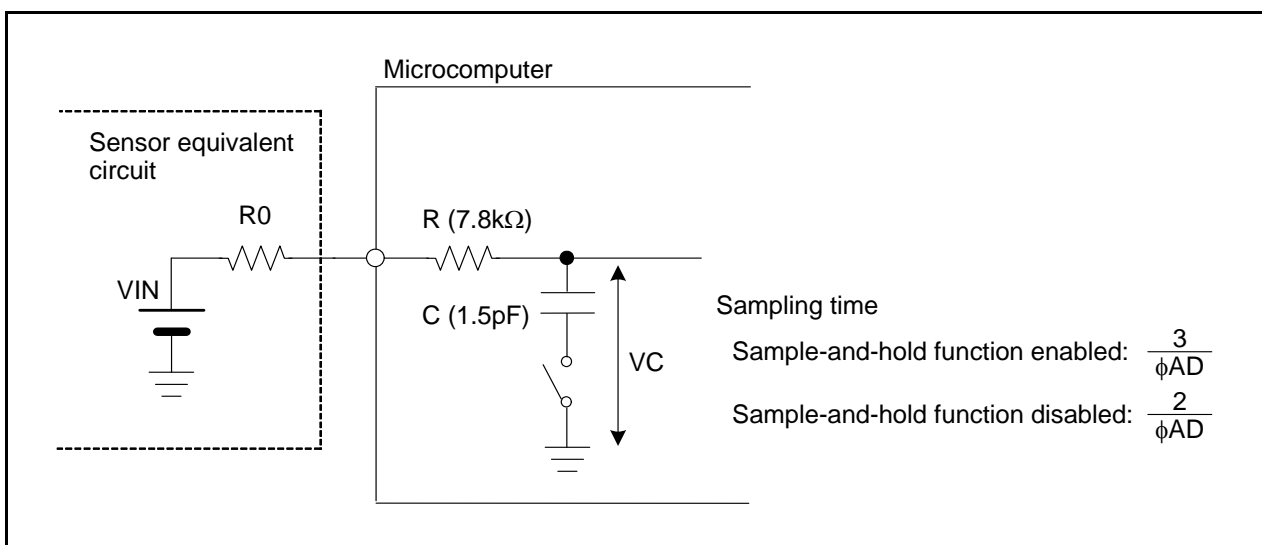 Microcomputer
Sensor equivalent
circuit
R0
R (7.8kΩ)
VIN
C (1.5pF)
VC
Sampling time
Sample-and-hold function enabled: 3/ϕAD
Sample-and-hold function disabled: 2/ϕAD